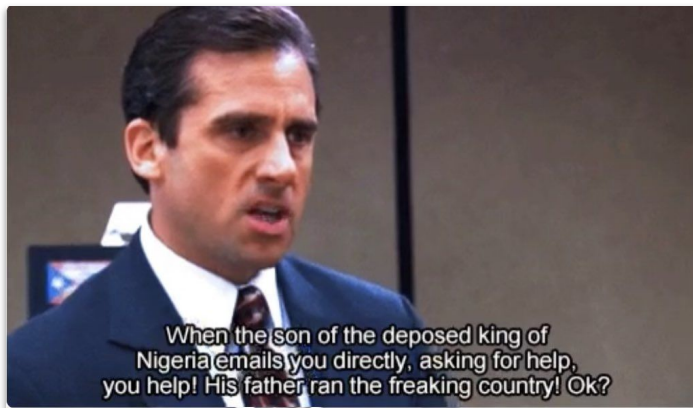 When the son of the deposed king of
Nigeria emails you directly, asking for help,
you help! His father ran the freaking country! Ok?